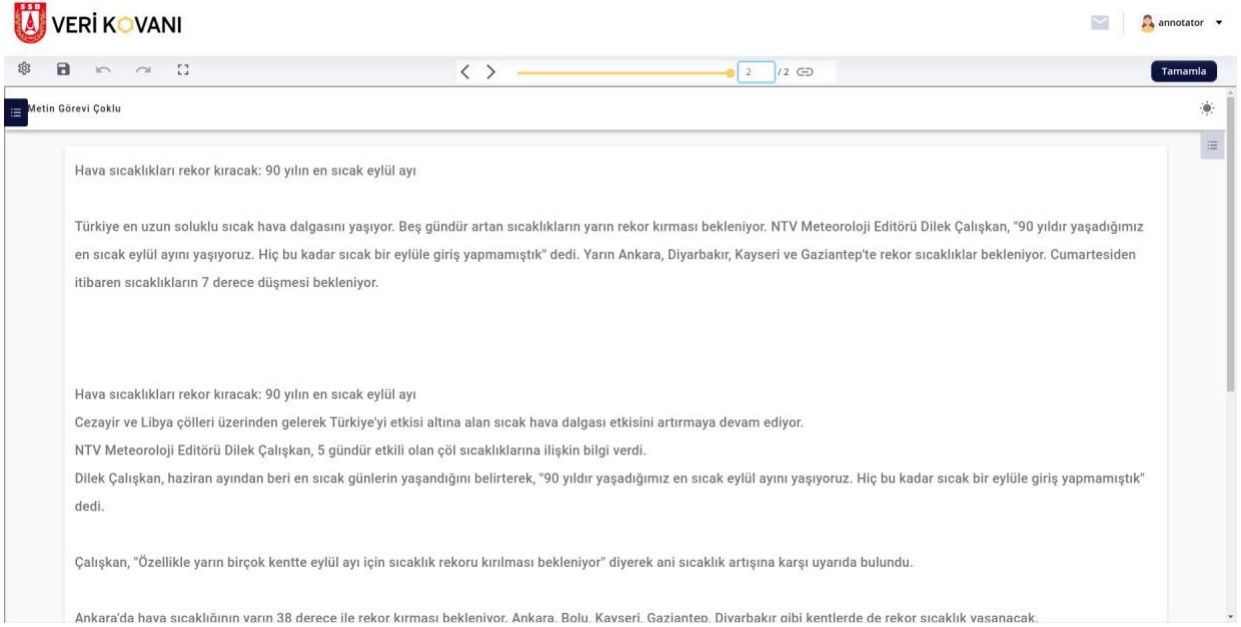 SSB
VERİ KOVANI
annotator
2 / 2
Tamamla
Metin Görevi Çoklu
Hava sıcaklıkları rekor kıracak: 90 yılın en sıcak eylül ayı
Türkiye en uzun soluklu sıcak hava dalgasını yaşıyor. Beş gündür artan sıcaklıkların yarın rekor kırması bekleniyor. NTV Meteoroloji Editörü Dilek Çalışkan, "90 yıldır yaşadığımız
en sıcak eylül ayını yaşıyoruz. Hiç bu kadar sıcak bir eylüle giriş yapmamıştık" dedi. Yarın Ankara, Diyarbakır, Kayseri ve Gaziantep'te rekor sıcaklıklar bekleniyor. Cumartesiden
itibaren sıcaklıkların 7 derece düşmesi bekleniyor.
Hava sıcaklıkları rekor kıracak: 90 yılın en sıcak eylül ayı
Cezayir ve Libya çölleri üzerinden gelerek Türkiye'yi etkisi altına alan sıcak hava dalgası etkisini artırmaya devam ediyor.
NTV Meteoroloji Editörü Dilek Çalışkan, 5 gündür etkili olan çöl sıcaklıklarına ilişkin bilgi verdi.
Dilek Çalışkan, haziran ayından beri en sıcak günlerin yaşandığını belirterek, "90 yıldır yaşadığımız en sıcak eylül ayını yaşıyoruz. Hiç bu kadar sıcak bir eylüle giriş yapmamıştık"
dedi.
Çalışkan, "Özellikle yarın birçok kentte eylül ayı için sıcaklık rekoru kırılması bekleniyor" diyerek ani sıcaklık artışına karşı uyarıda bulundu.
Ankara'da hava sıcaklığının yarın 38 derece ile rekor kırması bekleniyor. Ankara, Bolu, Kayseri, Gaziantep, Diyarbakır gibi kentlerde de rekor sıcaklık yaşanacak.